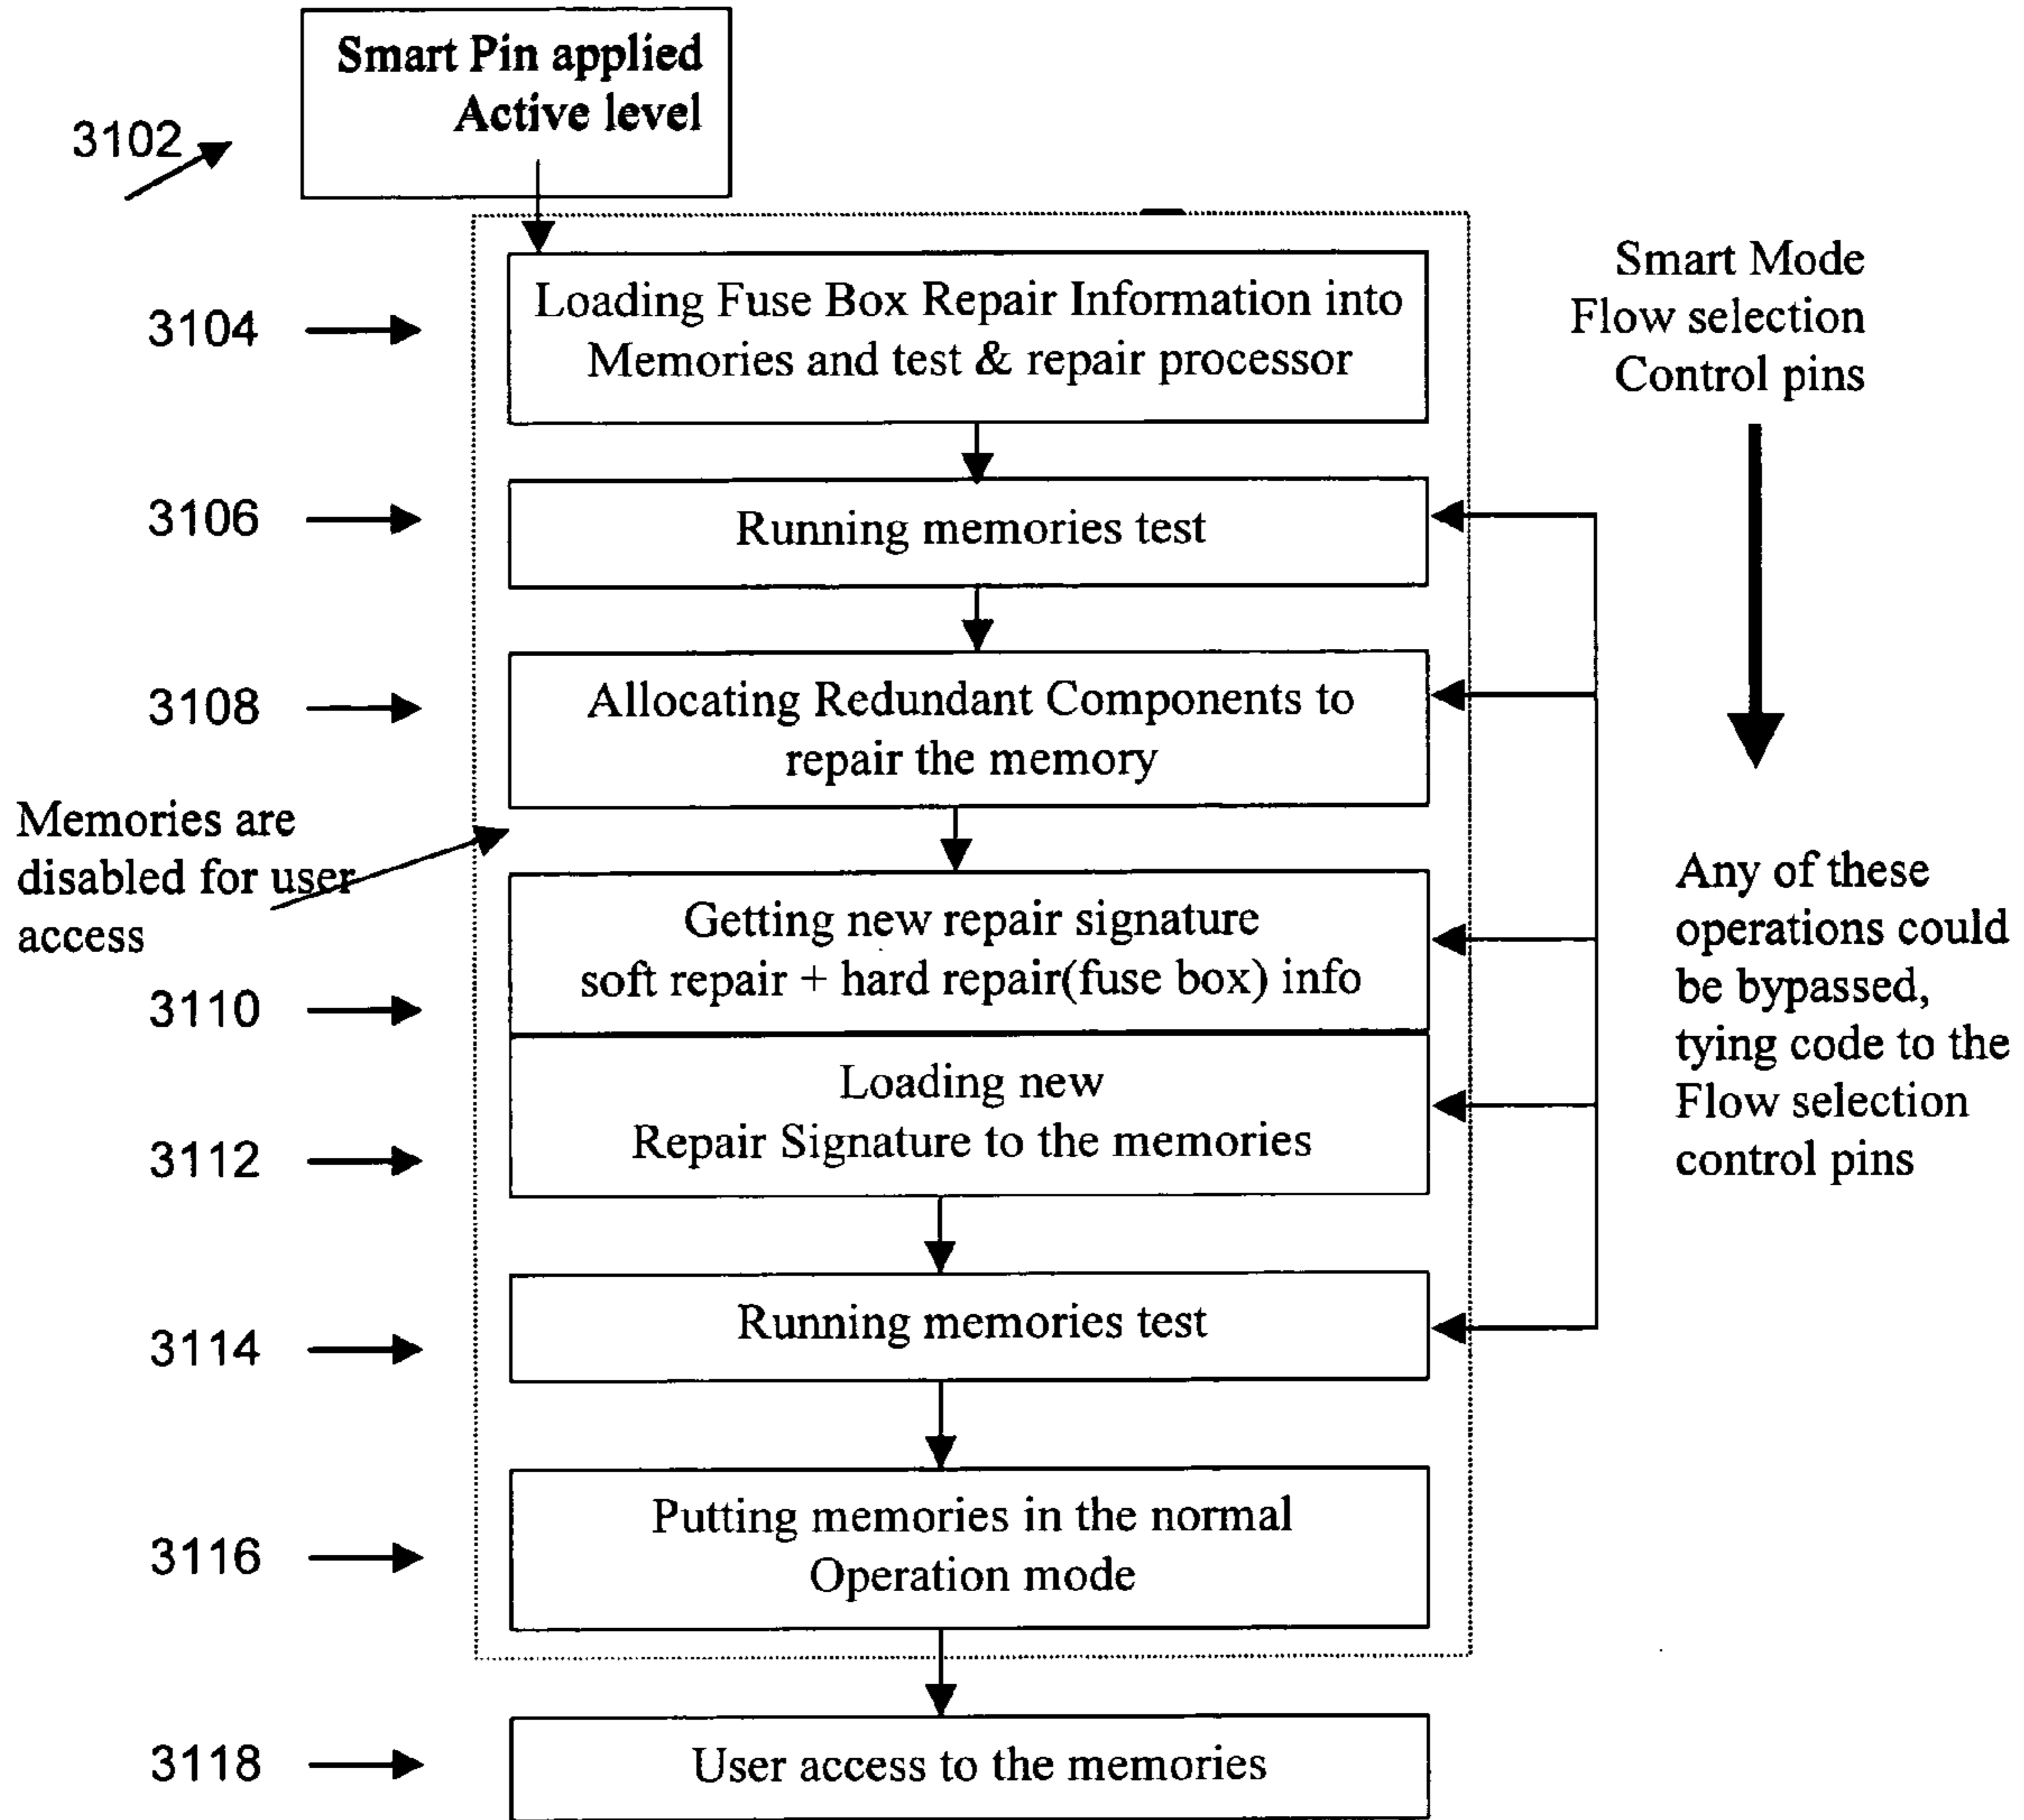 Smart Pin applied
Active level
3102
3104
Loading Fuse Box Repair Information into
Memories and test & repair processor
Smart Mode
Flow selection
Control pins
3106
Running memories test
3108
Allocating Redundant Components to
repair the memory
Memories are
disabled for user
access
Any of these
operations could
be bypassed,
tying code to the
Flow selection
control pins
Getting new repair signature
soft repair + hard repair(fuse box) info
3110
Loading new
Repair Signature to the memories
3112
Running memories test
3114
Putting memories in the normal
Operation mode
3116
User access to the memories
3118